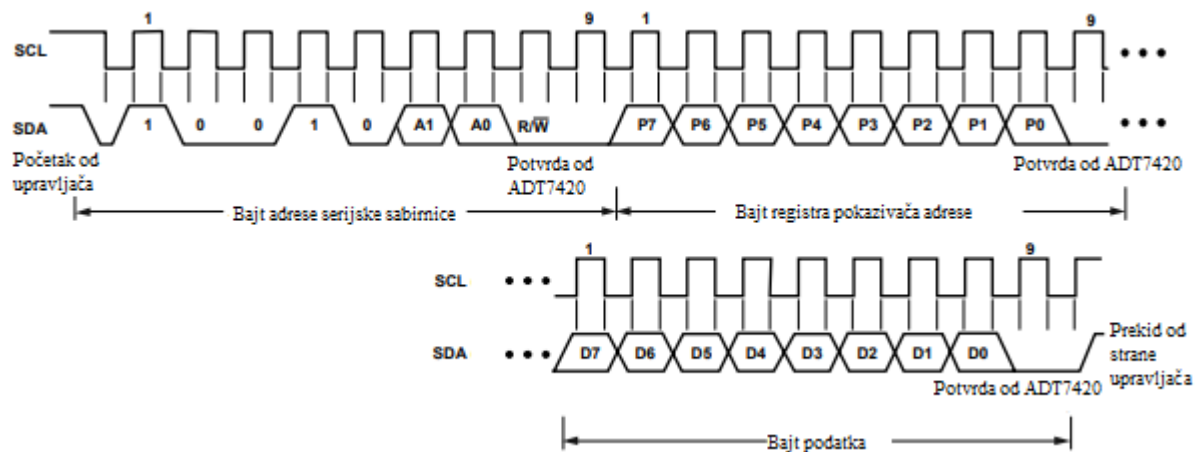 1 9 1 9
SCL
SDA 1 0 0 1 0 A1 A0 R/W̅ P7 P6 P5 P4 P3 P2 P1 P0
Početak od
upravljača
Potvrda od
ADT7420
Potvrda od ADT7420
Bajt adrese serijske sabirnice
Bajt registra pokazivača adrese
1 9
SCL
SDA D7 D6 D5 D4 D3 D2 D1 D0
Prekid od
strane
upravljača
Potvrda od ADT7420
Bajt podatka